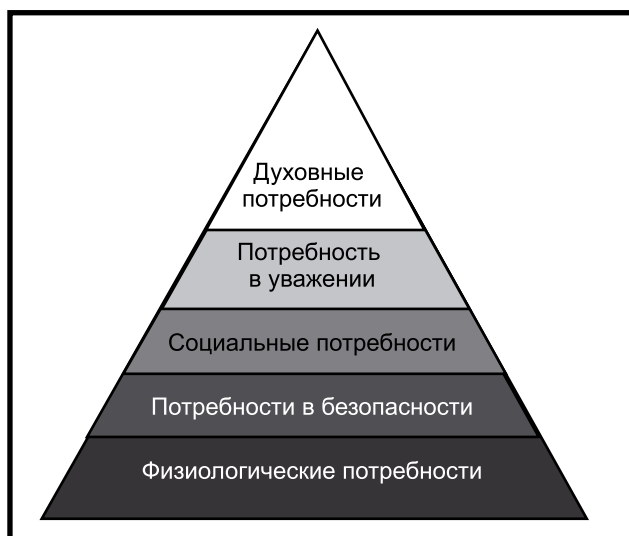 Духовные
потребности
Потребность
в уважении
Социальные потребности
Потребности в безопасности
Физиологические потребности